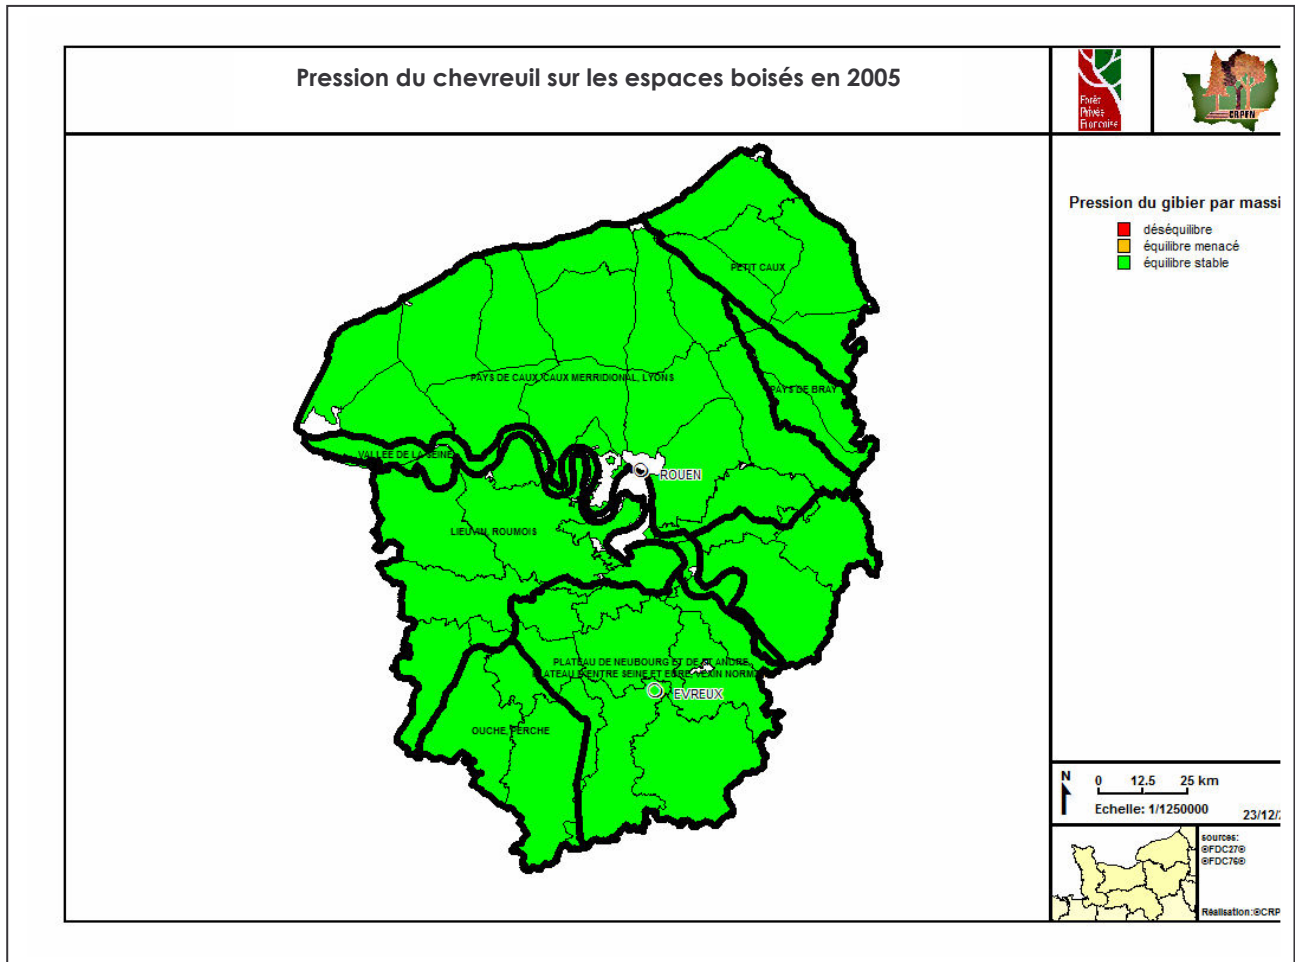 Pression du chevreuil sur les espaces boisés en 2005
Forêt
Privée
Française
CRPFN
Pression du gibier par massi
déséquilibre
équilibre menacé
équilibre stable
PETIT CAUX
PAYS DE CAUX, CAUX MERRIDIONAL, LYONS
PAYS DE BRAY
VALLEE DE LA SEINE
ROUEN
LIEUVIN, ROUMOIS
PLATEAU DE NEUBOURG ET DE ST ANDRE
PLATEAU D'ENTRE SEINE ET EURE, VEXIN NORM
EVREUX
OUCHE, PERCHE
N
0 12.5 25 km
Echelle: 1/1250000
23/12/
sources:
©FDC27©
©FDC76©
Réalisation:©CRP